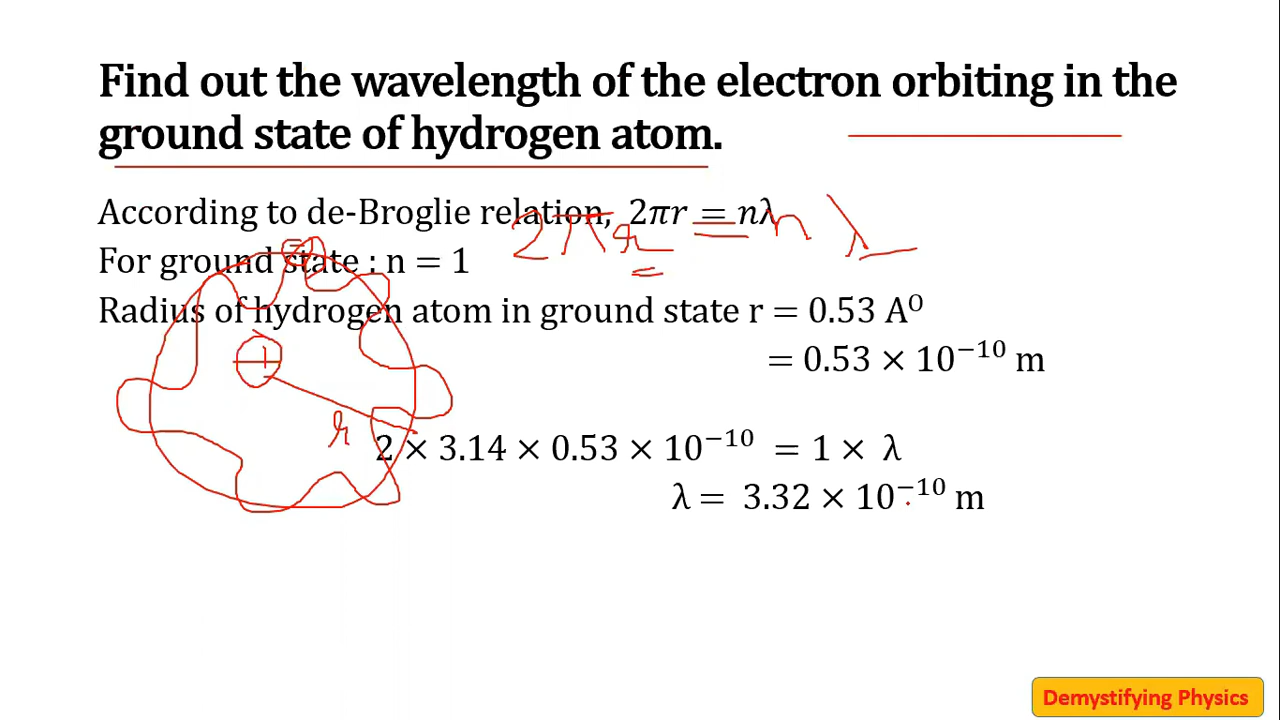 Find out the wavelength of the electron orbiting in the
ground state of hydrogen atom.
According to de-Broglie relation, 2πr = nλ
2πr = nλ
For ground state : n = 1
Radius of hydrogen atom in ground state r = 0.53 A⁰
= 0.53 × 10⁻¹⁰ m
+
r
2 × 3.14 × 0.53 × 10⁻¹⁰ = 1 × λ
λ = 3.32 × 10⁻¹⁰ m
Demystifying Physics